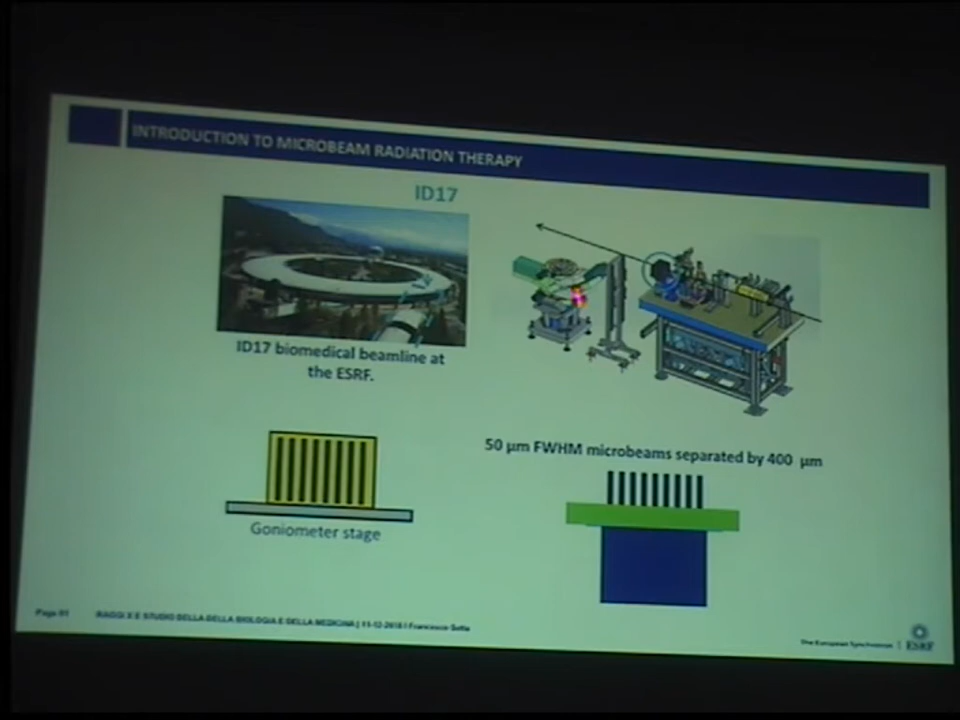 INTRODUCTION TO MICROBEAM RADIATION THERAPY
ID17
ID17 biomedical beamline at
the ESRF.
50 µm FWHM microbeams separated by 400 µm
Goniometer stage
RAGGI X E STUDIO DELLA DELLA BIOLOGIA E DELLA MEDICINA | 11-12-2018 | Francesco Sette
The European Synchrotron | ESRF